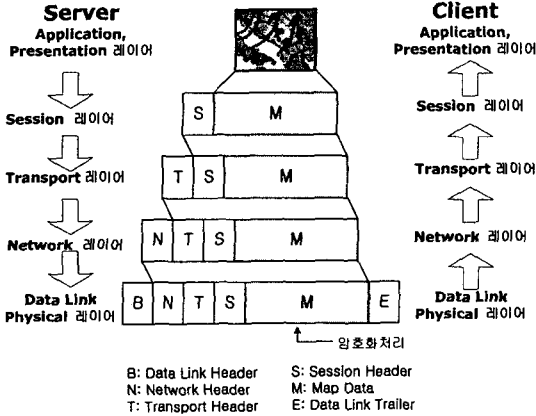 Server
Application,
Presentation 레이어
Session 레이어
Transport 레이어
Network 레이어
Data Link
Physical 레이어
S M
T S M
N T S M
B N T S M E
암호화처리
Client
Application,
Presentation 레이어
Session 레이어
Transport 레이어
Network 레이어
Data Link
Physical 레이어
B: Data Link Header
N: Network Header
T: Transport Header
S: Session Header
M: Map Data
E: Data Link Trailer